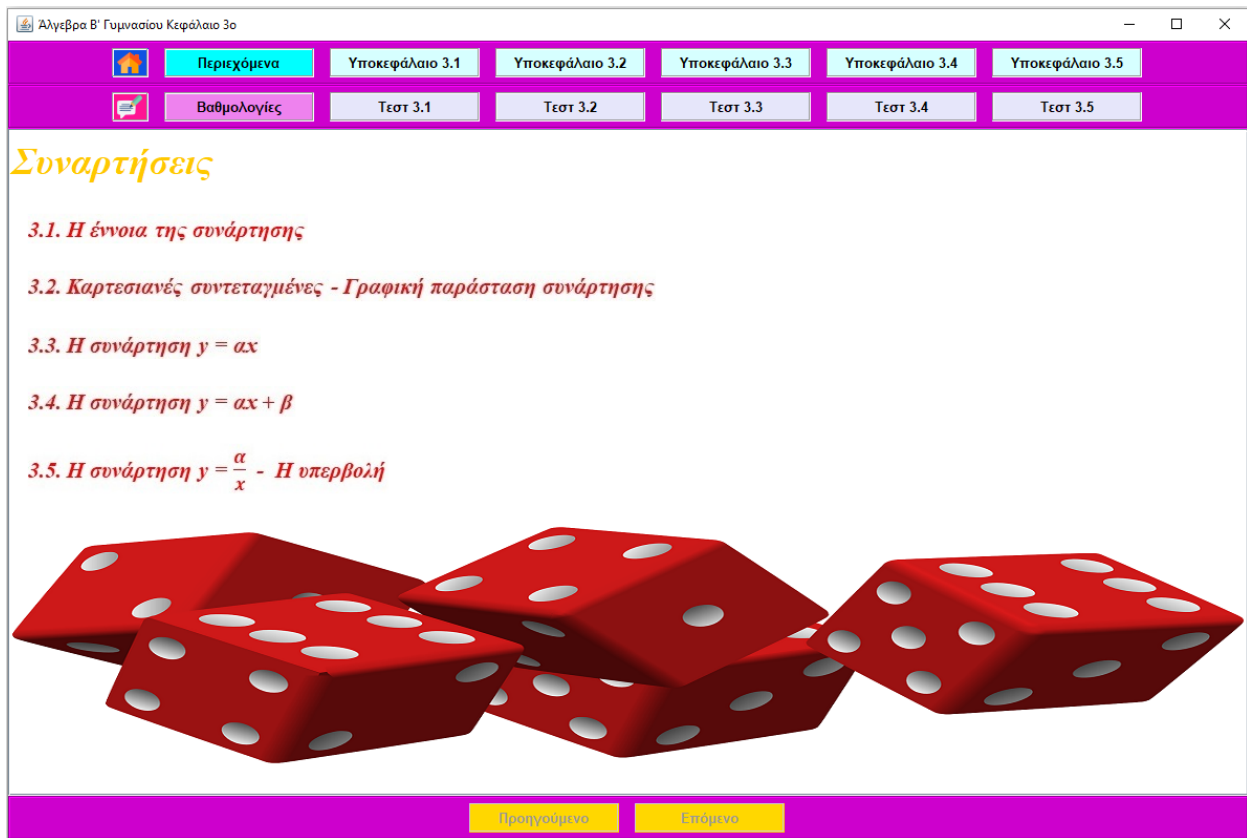 Άλγεβρα Β' Γυμνασίου Κεφάλαιο 3ο
Περιεχόμενα Υποκεφάλαιο 3.1 Υποκεφάλαιο 3.2 Υποκεφάλαιο 3.3 Υποκεφάλαιο 3.4 Υποκεφάλαιο 3.5
Βαθμολογίες Τεστ 3.1 Τεστ 3.2 Τεστ 3.3 Τεστ 3.4 Τεστ 3.5
Συναρτήσεις
3.1. Η έννοια της συνάρτησης
3.2. Καρτεσιανές συντεταγμένες - Γραφική παράσταση συνάρτησης
3.3. Η συνάρτηση y = αx
3.4. Η συνάρτηση y = αx + β
3.5. Η συνάρτηση y = α/x - Η υπερβολή
Προηγούμενο Επόμενο